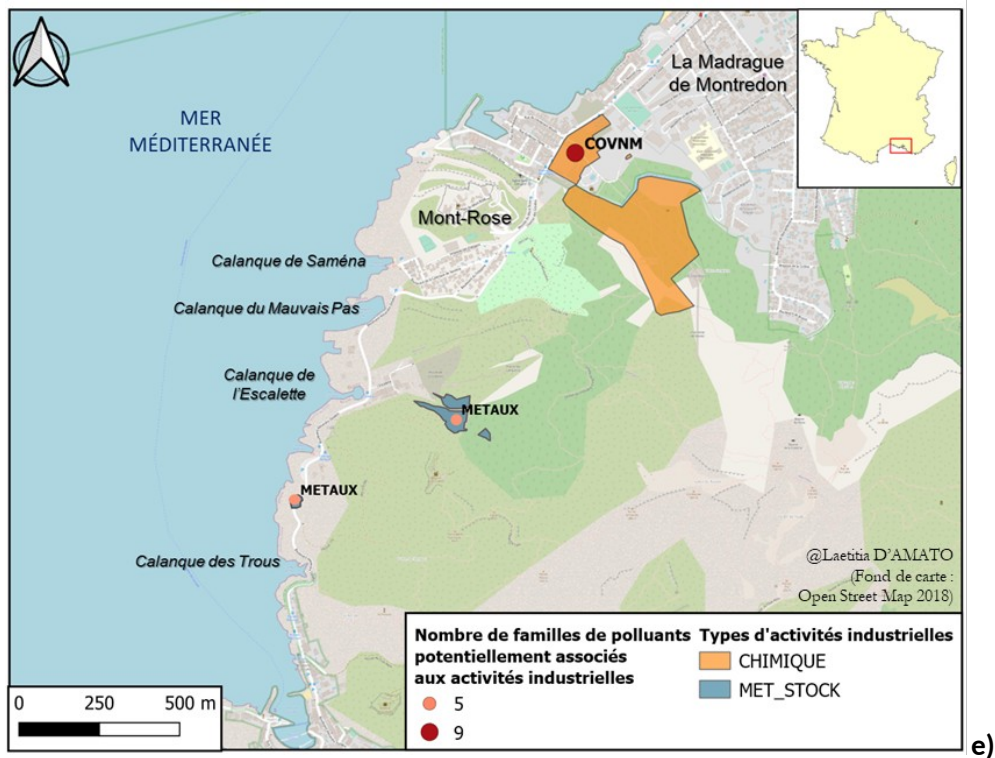 La Madrague
de Montredon
MER
MÉDITERRANÉE
COVNM
Mont-Rose
Calanque de Saména
Calanque du Mauvais Pas
Calanque de
l'Escalette
METAUX
METAUX
Calanque des Trous
@Laetitia D'AMATO
(Fond de carte :
Open Street Map 2018)
Nombre de familles de polluants
potentiellement associés
aux activités industrielles
5
9
Types d'activités industrielles
CHIMIQUE
MET_STOCK
0 250 500 m
e)